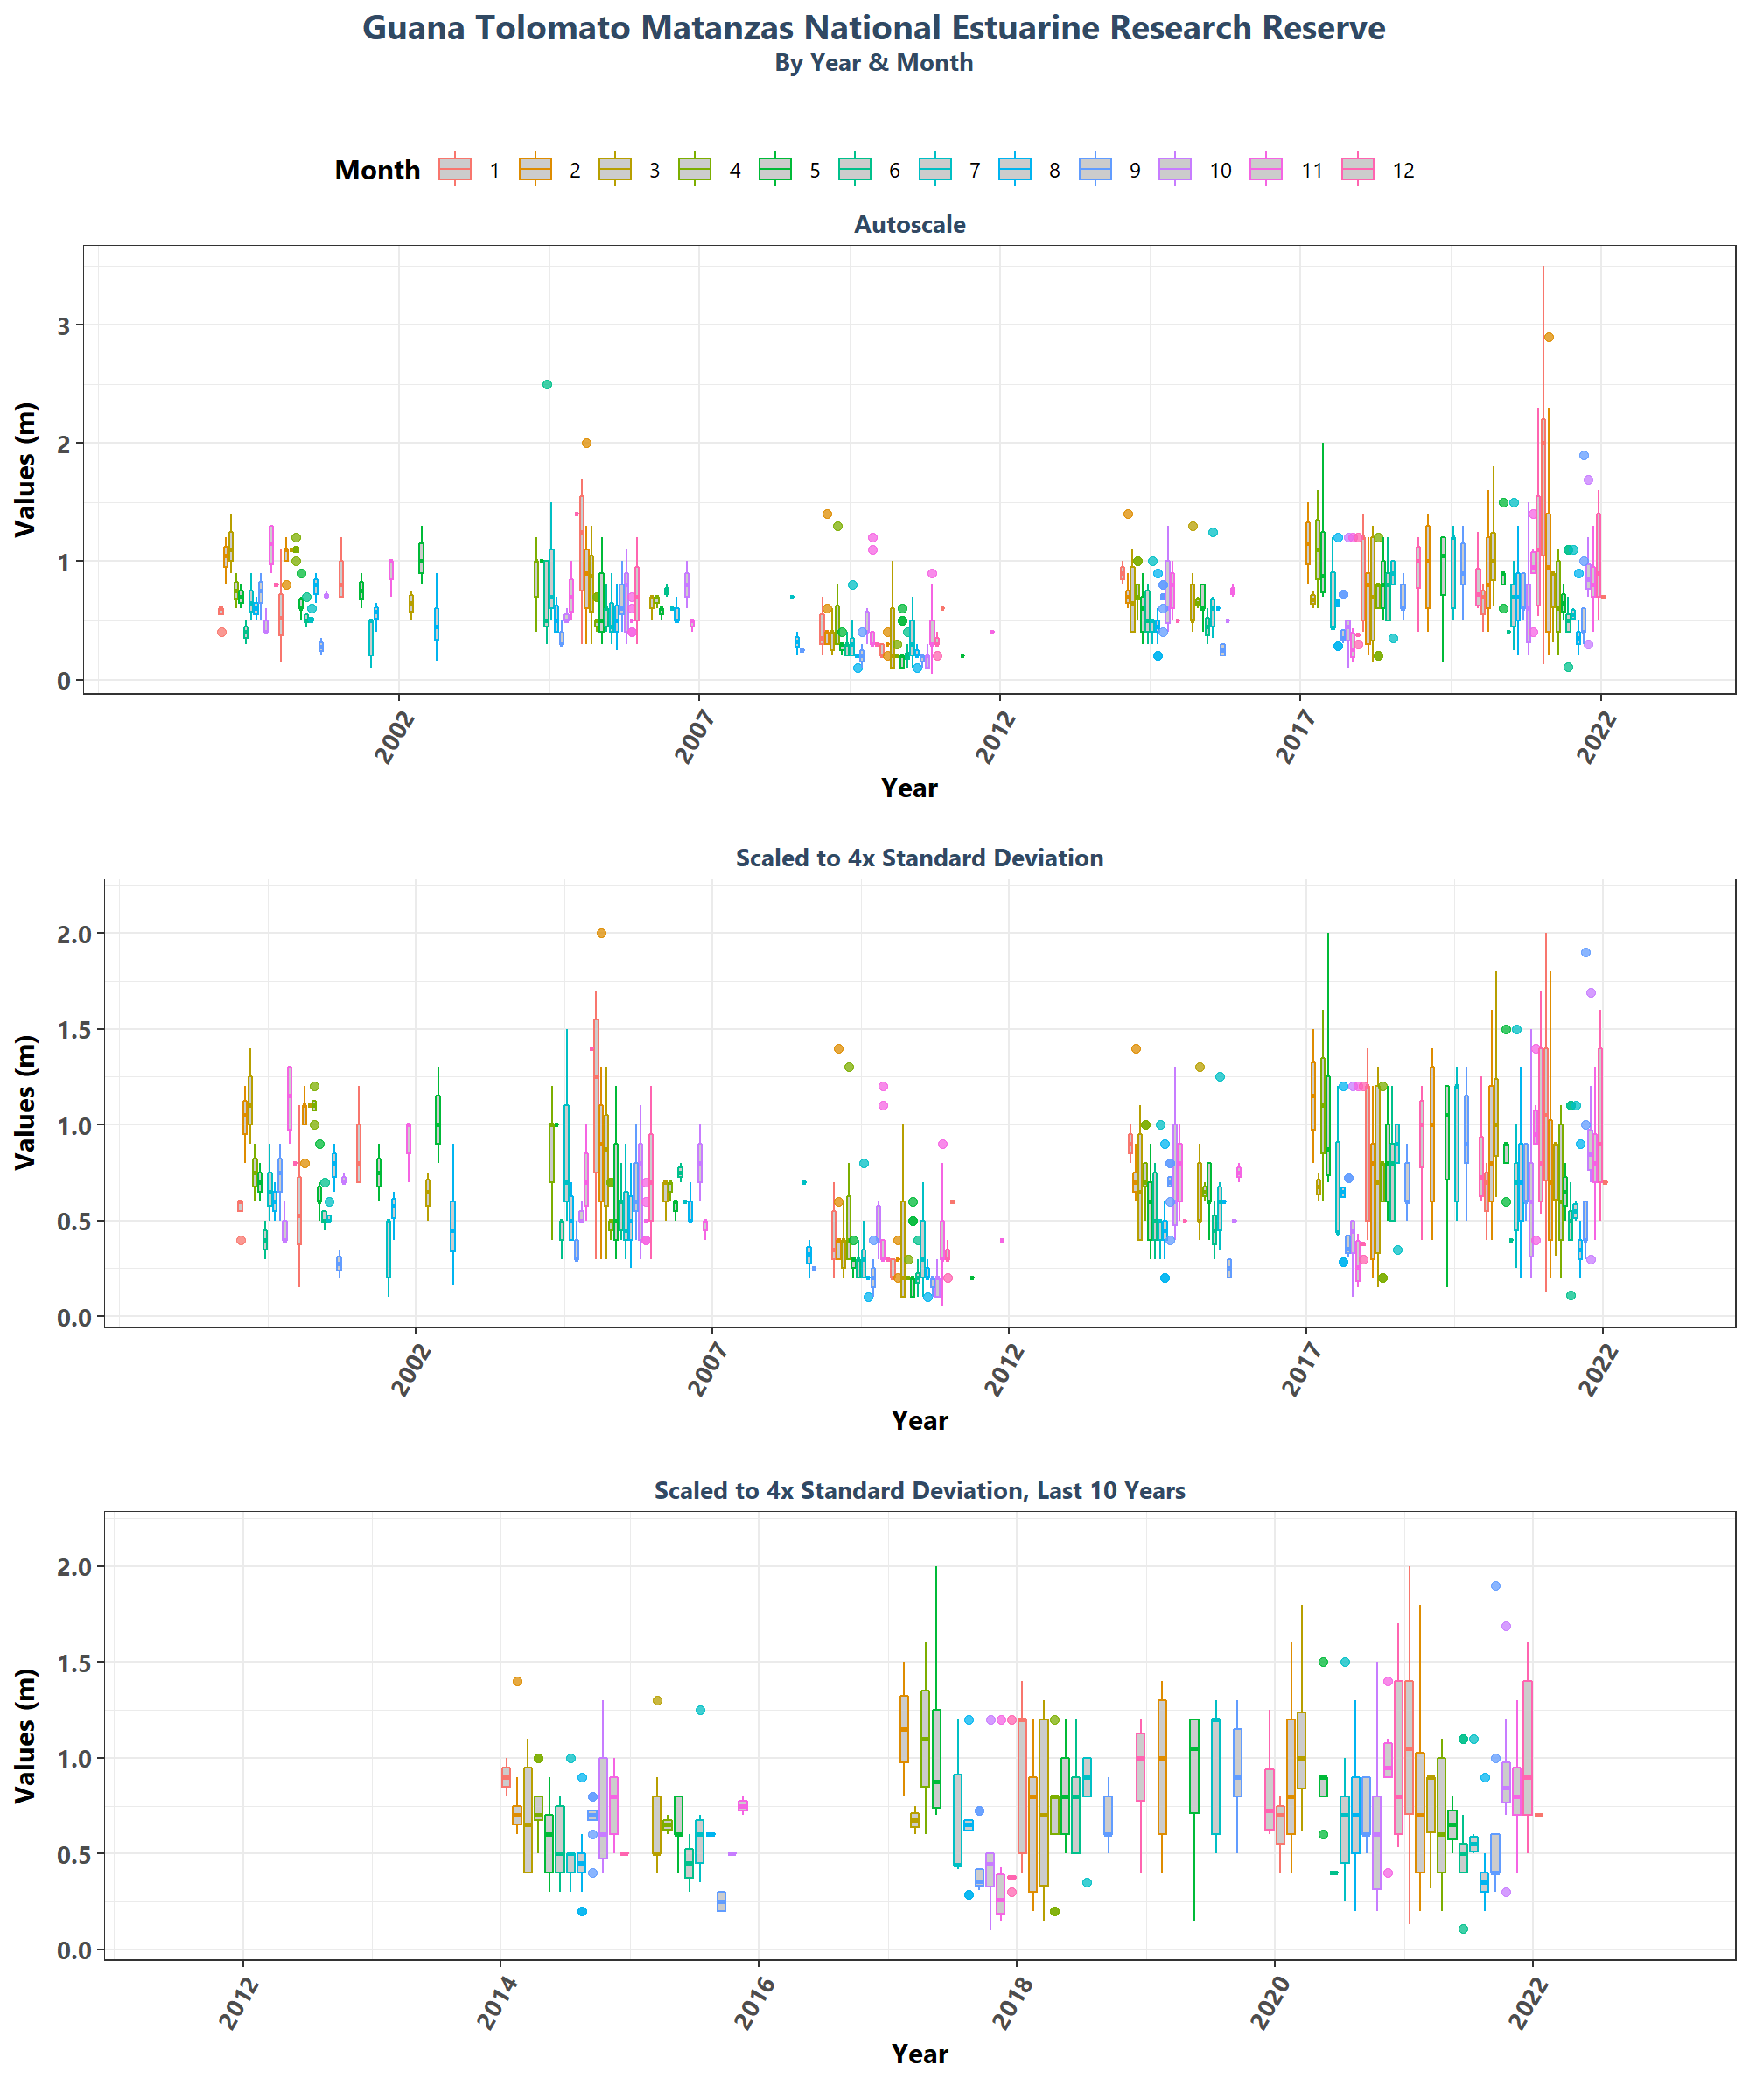 Guana Tolomato Matanzas National Estuarine Research Reserve
By Year & Month
Month 1 2 3 4 5 6 7 8 9 10 11 12
Autoscale
Values (m)
3
2
1
0
2002 2007 2012 2017 2022
Year
Scaled to 4x Standard Deviation
Values (m)
2.0
1.5
1.0
0.5
0.0
2002 2007 2012 2017 2022
Year
Scaled to 4x Standard Deviation, Last 10 Years
Values (m)
2.0
1.5
1.0
0.5
0.0
2012 2014 2016 2018 2020 2022
Year